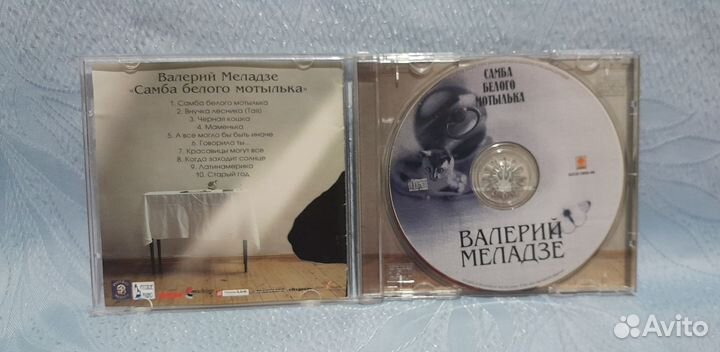 Валерий Меладзе
«Самба белого мотылька»
1. Самба белого мотылька
2. Внучка лесника (Тая)
3. Черная кошка
4. Маменька
5. А все могло бы быть иначе
6. Говорило ты...
7. Красавицы могут все
8. Когда заходит солнце
9. Латинамерика
10. Старый год
САМБА
БЕЛОГО
МОТЫЛЬКА
ВАЛЕРИЙ
МЕЛАДЗЕ
Avito